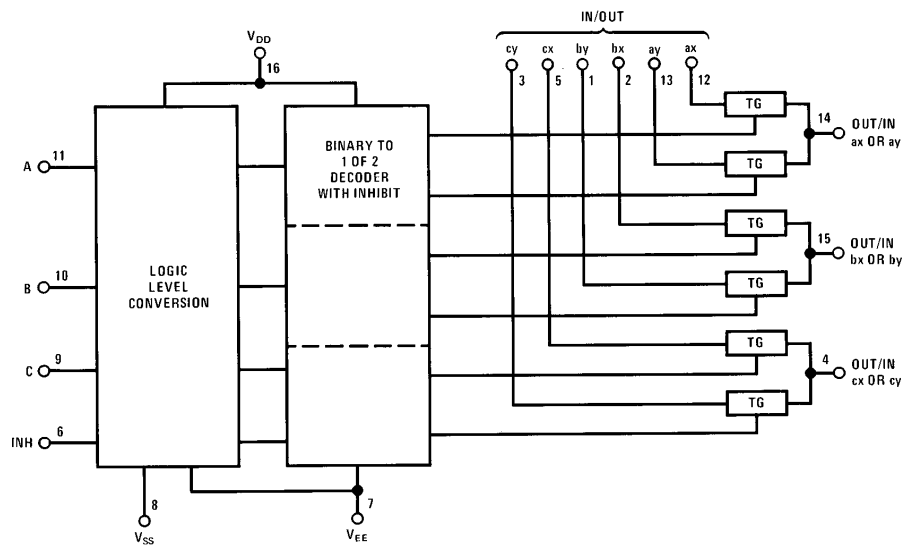 IN/OUT
cy cx by bx ay ax
3 5 1 2 13 12
VDD
16
A 11
B 10
C 9
INH 6
LOGIC
LEVEL
CONVERSION
BINARY TO
1 OF 2
DECODER
WITH INHIBIT
TG
TG
TG
TG
TG
TG
14 OUT/IN
ax OR ay
15 OUT/IN
bx OR by
4 OUT/IN
cx OR cy
8
VSS
7
VEE